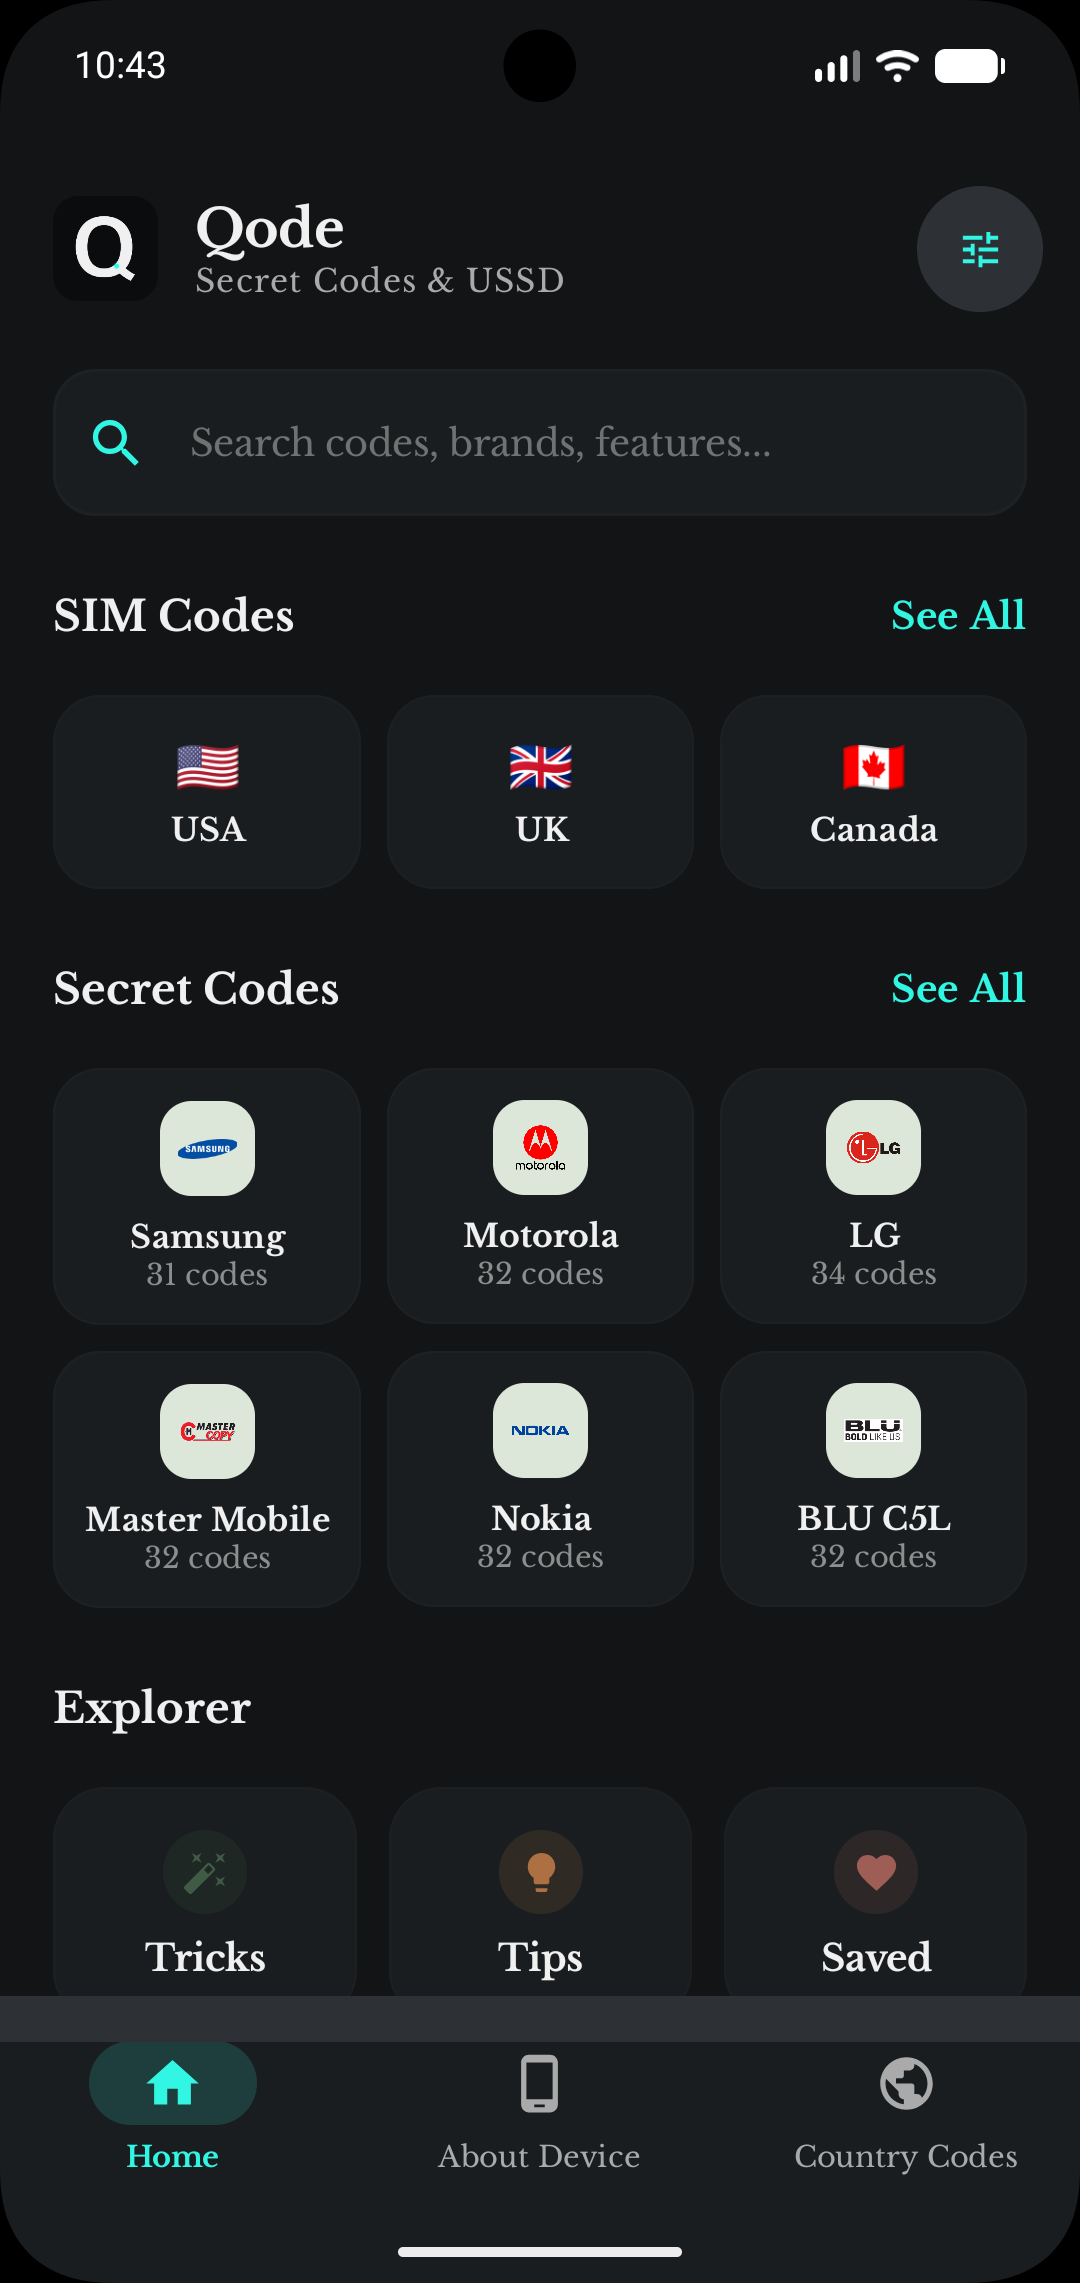 10:43
Q
Qode
Secret Codes & USSD
Search codes, brands, features...
SIM Codes
See All
USA
UK
Canada
Secret Codes
See All
SAMSUNG
motorola
LG
Samsung
Motorola
LG
31 codes
32 codes
34 codes
MASTER
COPY
NOKIA
BLU
BOLD LIKE US
Master Mobile
Nokia
BLU C5L
32 codes
32 codes
32 codes
Explorer
Tricks
Tips
Saved
Home
About Device
Country Codes